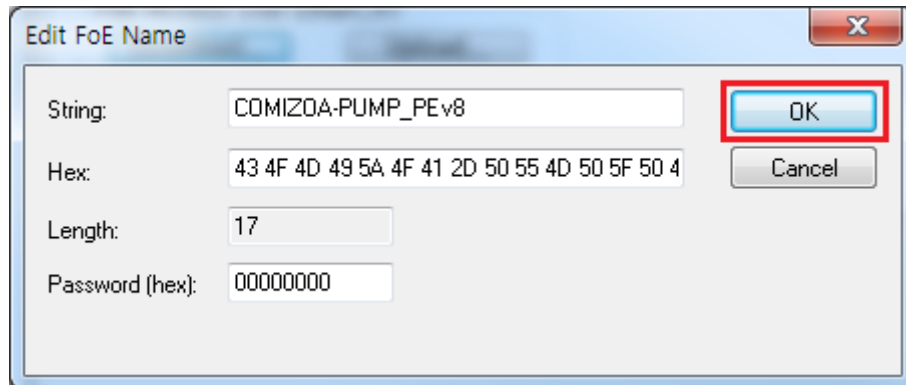 Edit FoE Name
String: COMIZOA-PUMP_PEv8 OK
Hex: 43 4F 4D 49 5A 4F 41 2D 50 55 4D 50 5F 50 4 Cancel
Length: 17
Password (hex): 00000000